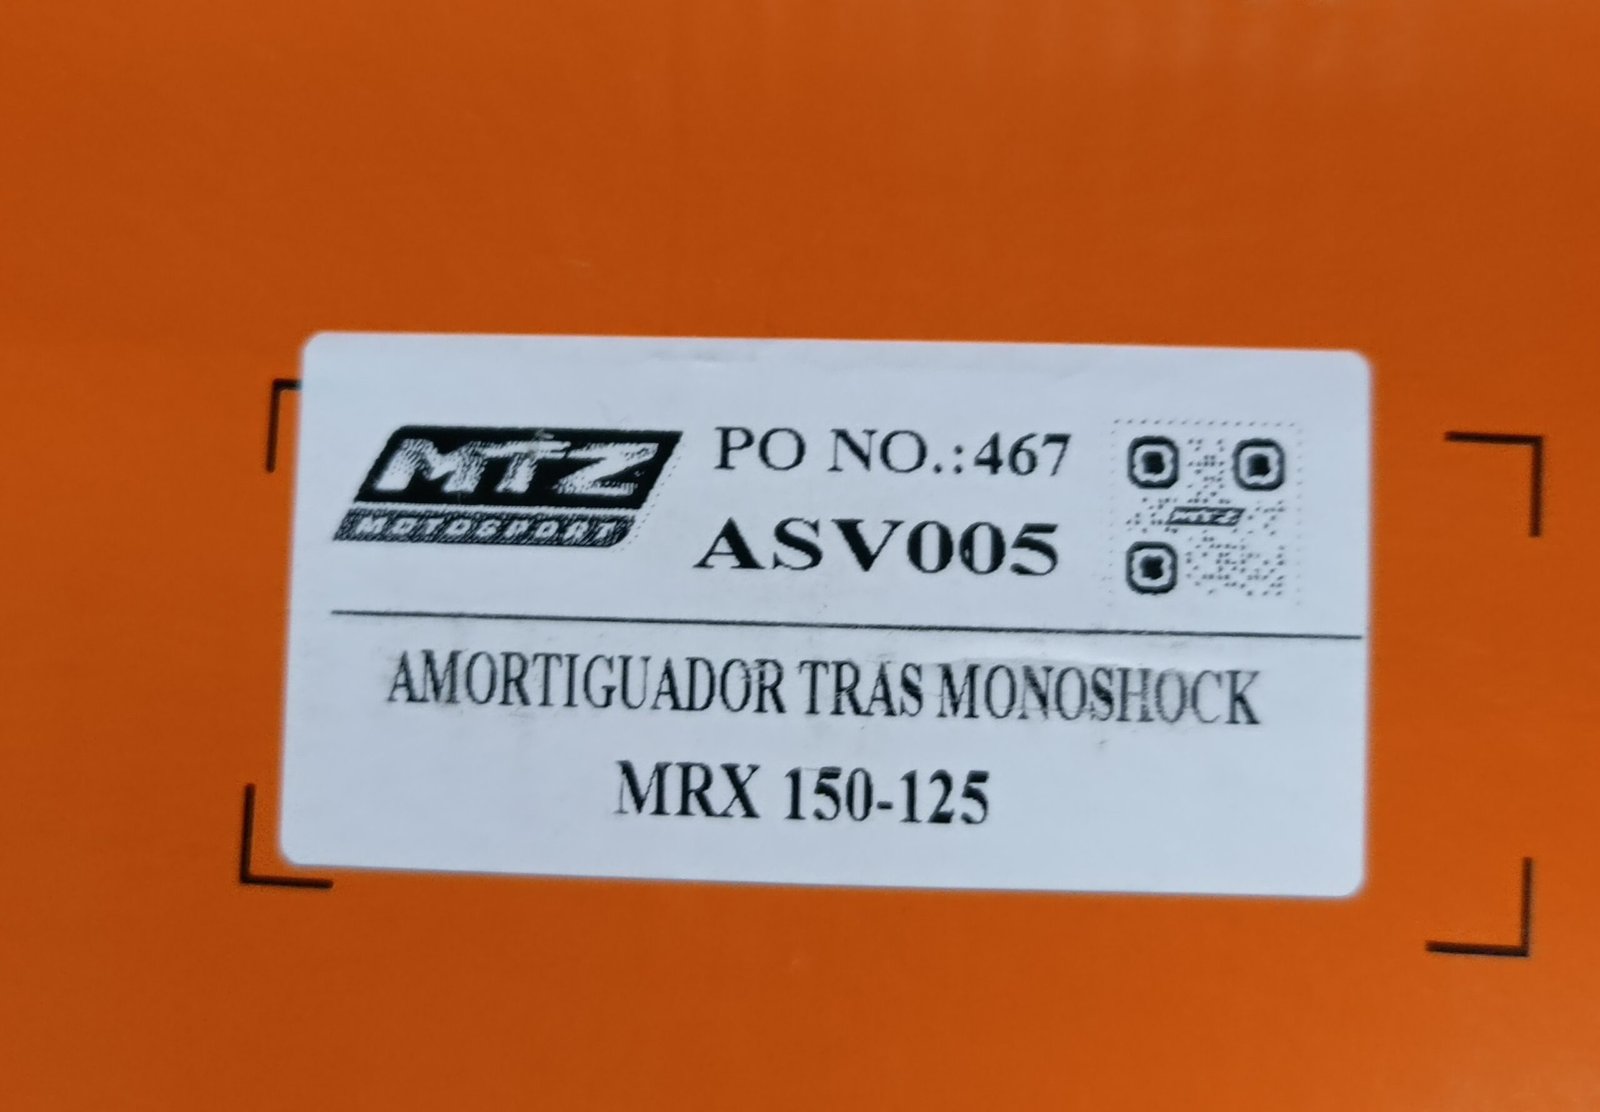 MTZ
MOTOSPORT
PO NO.:467
ASV005
MTZ
AMORTIGUADOR TRAS MONOSHOCK
MRX 150-125